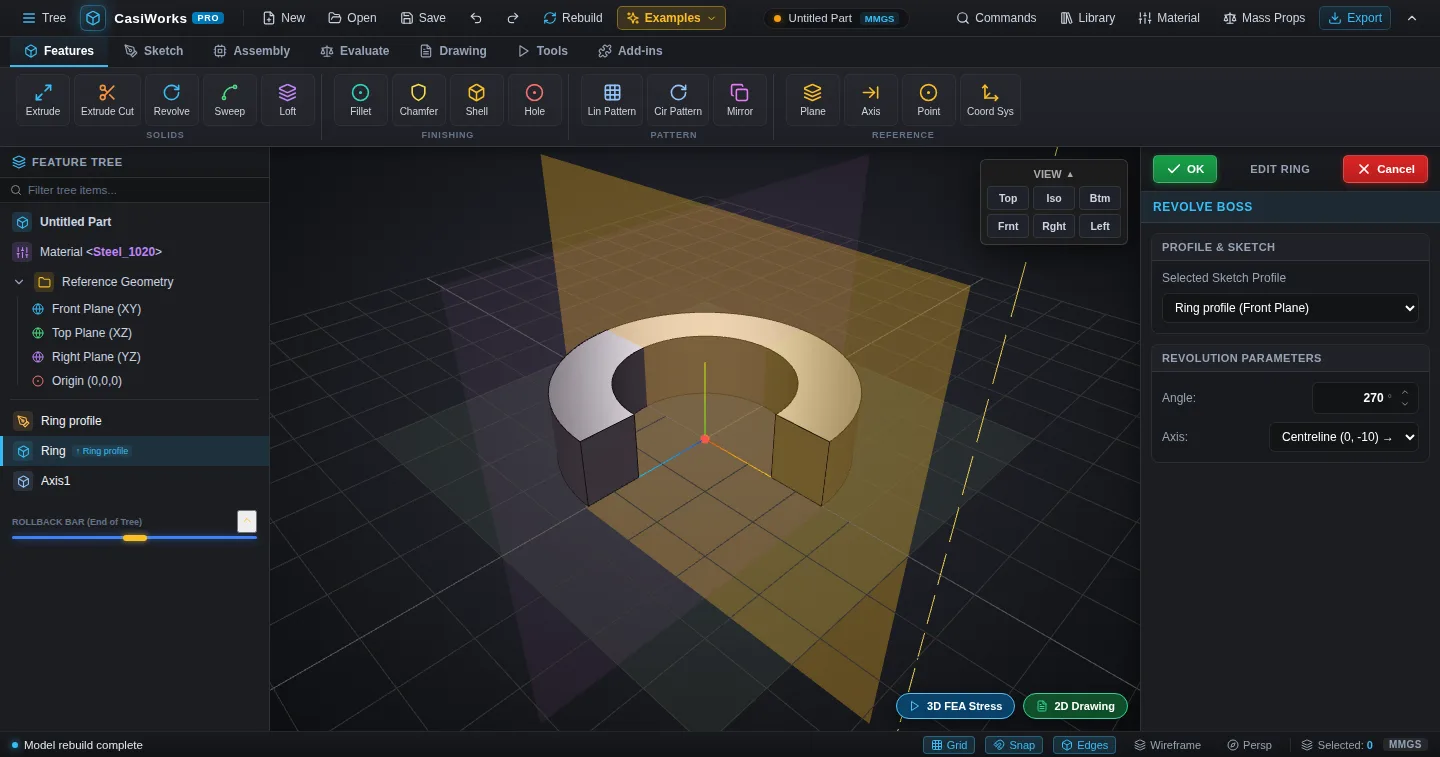 Tree
CasiWorks PRO
New
Open
Save
Rebuild
Examples
Untitled Part MMGS
Commands
Library
Material
Mass Props
Export
Features
Sketch
Assembly
Evaluate
Drawing
Tools
Add-ins
Extrude
Extrude Cut
Revolve
Sweep
Loft
SOLIDS
Fillet
Chamfer
Shell
Hole
FINISHING
Lin Pattern
Cir Pattern
Mirror
PATTERN
Plane
Axis
Point
Coord Sys
REFERENCE
FEATURE TREE
Filter tree items...
Untitled Part
Material <Steel_1020>
Reference Geometry
Front Plane (XY)
Top Plane (XZ)
Right Plane (YZ)
Origin (0,0,0)
Ring profile
Ring ↑ Ring profile
Axis1
ROLLBACK BAR (End of Tree)
VIEW ▲
Top Iso Btm
Frnt Rght Left
3D FEA Stress
2D Drawing
OK
EDIT RING
Cancel
REVOLVE BOSS
PROFILE & SKETCH
Selected Sketch Profile
Ring profile (Front Plane)
REVOLUTION PARAMETERS
Angle: 270 °
Axis: Centreline (0, -10) →
Model rebuild complete
Grid
Snap
Edges
Wireframe
Persp
Selected: 0
MMGS